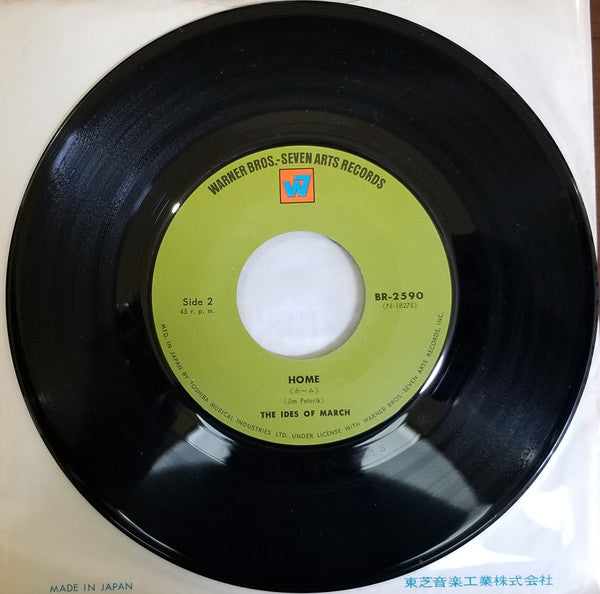 WARNER BROS.-SEVEN ARTS RECORDS
W7
Side 2
45 r. p. m.
BR-2590
(N-18275)
HOME
(ホーム)
(Jim Peterik)
THE IDES OF MARCH
MFD. IN JAPAN BY TOSHIBA MUSICAL INDUSTRIES LTD. UNDER LICENSE WITH WARNER BROS.-SEVEN ARTS RECORDS, INC.
MADE IN JAPAN
東芝音楽工業株式会社